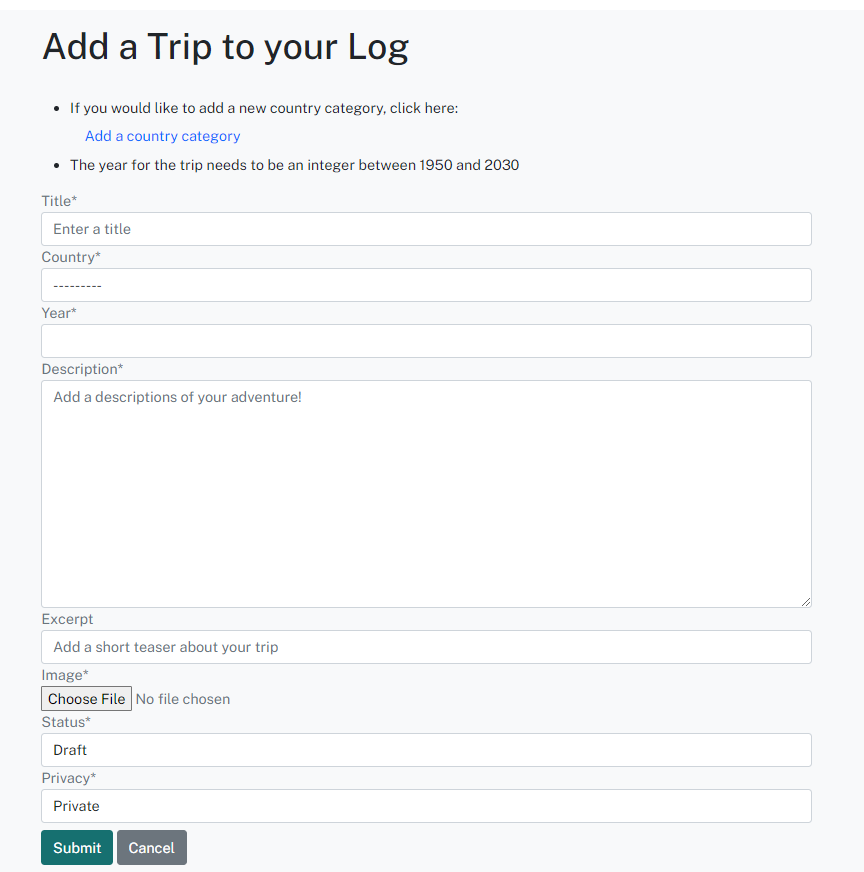 Add a Trip to your Log
If you would like to add a new country category, click here:
Add a country category
The year for the trip needs to be an integer between 1950 and 2030
Title*
Enter a title
Country*
---------
Year*
Description*
Add a descriptions of your adventure!
Excerpt
Add a short teaser about your trip
Image*
Choose File No file chosen
Status*
Draft
Privacy*
Private
Submit Cancel